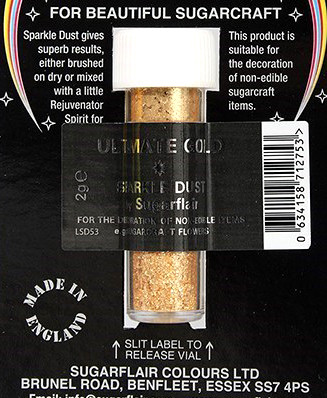 FOR BEAUTIFUL SUGARCRAFT
Sparkle Dust gives
superb results,
either brushed
on dry or mixed
with a little
Rejuvenator
Spirit for
This product is
suitable for
the decoration
of non-edible
sugarcraft
items.
ULTIMATE GOLD
2g℮
SPARKLE DUST
Sugarflair
FOR THE DECORATION OF NON-EDIBLE ITEMS
LSD53 e.g SUGARCRAFT FLOWERS
0 634158 712753 >
MADE IN
ENGLAND
SLIT LABEL TO
RELEASE VIAL
SUGARFLAIR COLOURS LTD
BRUNEL ROAD, BENFLEET, ESSEX SS7 4PS